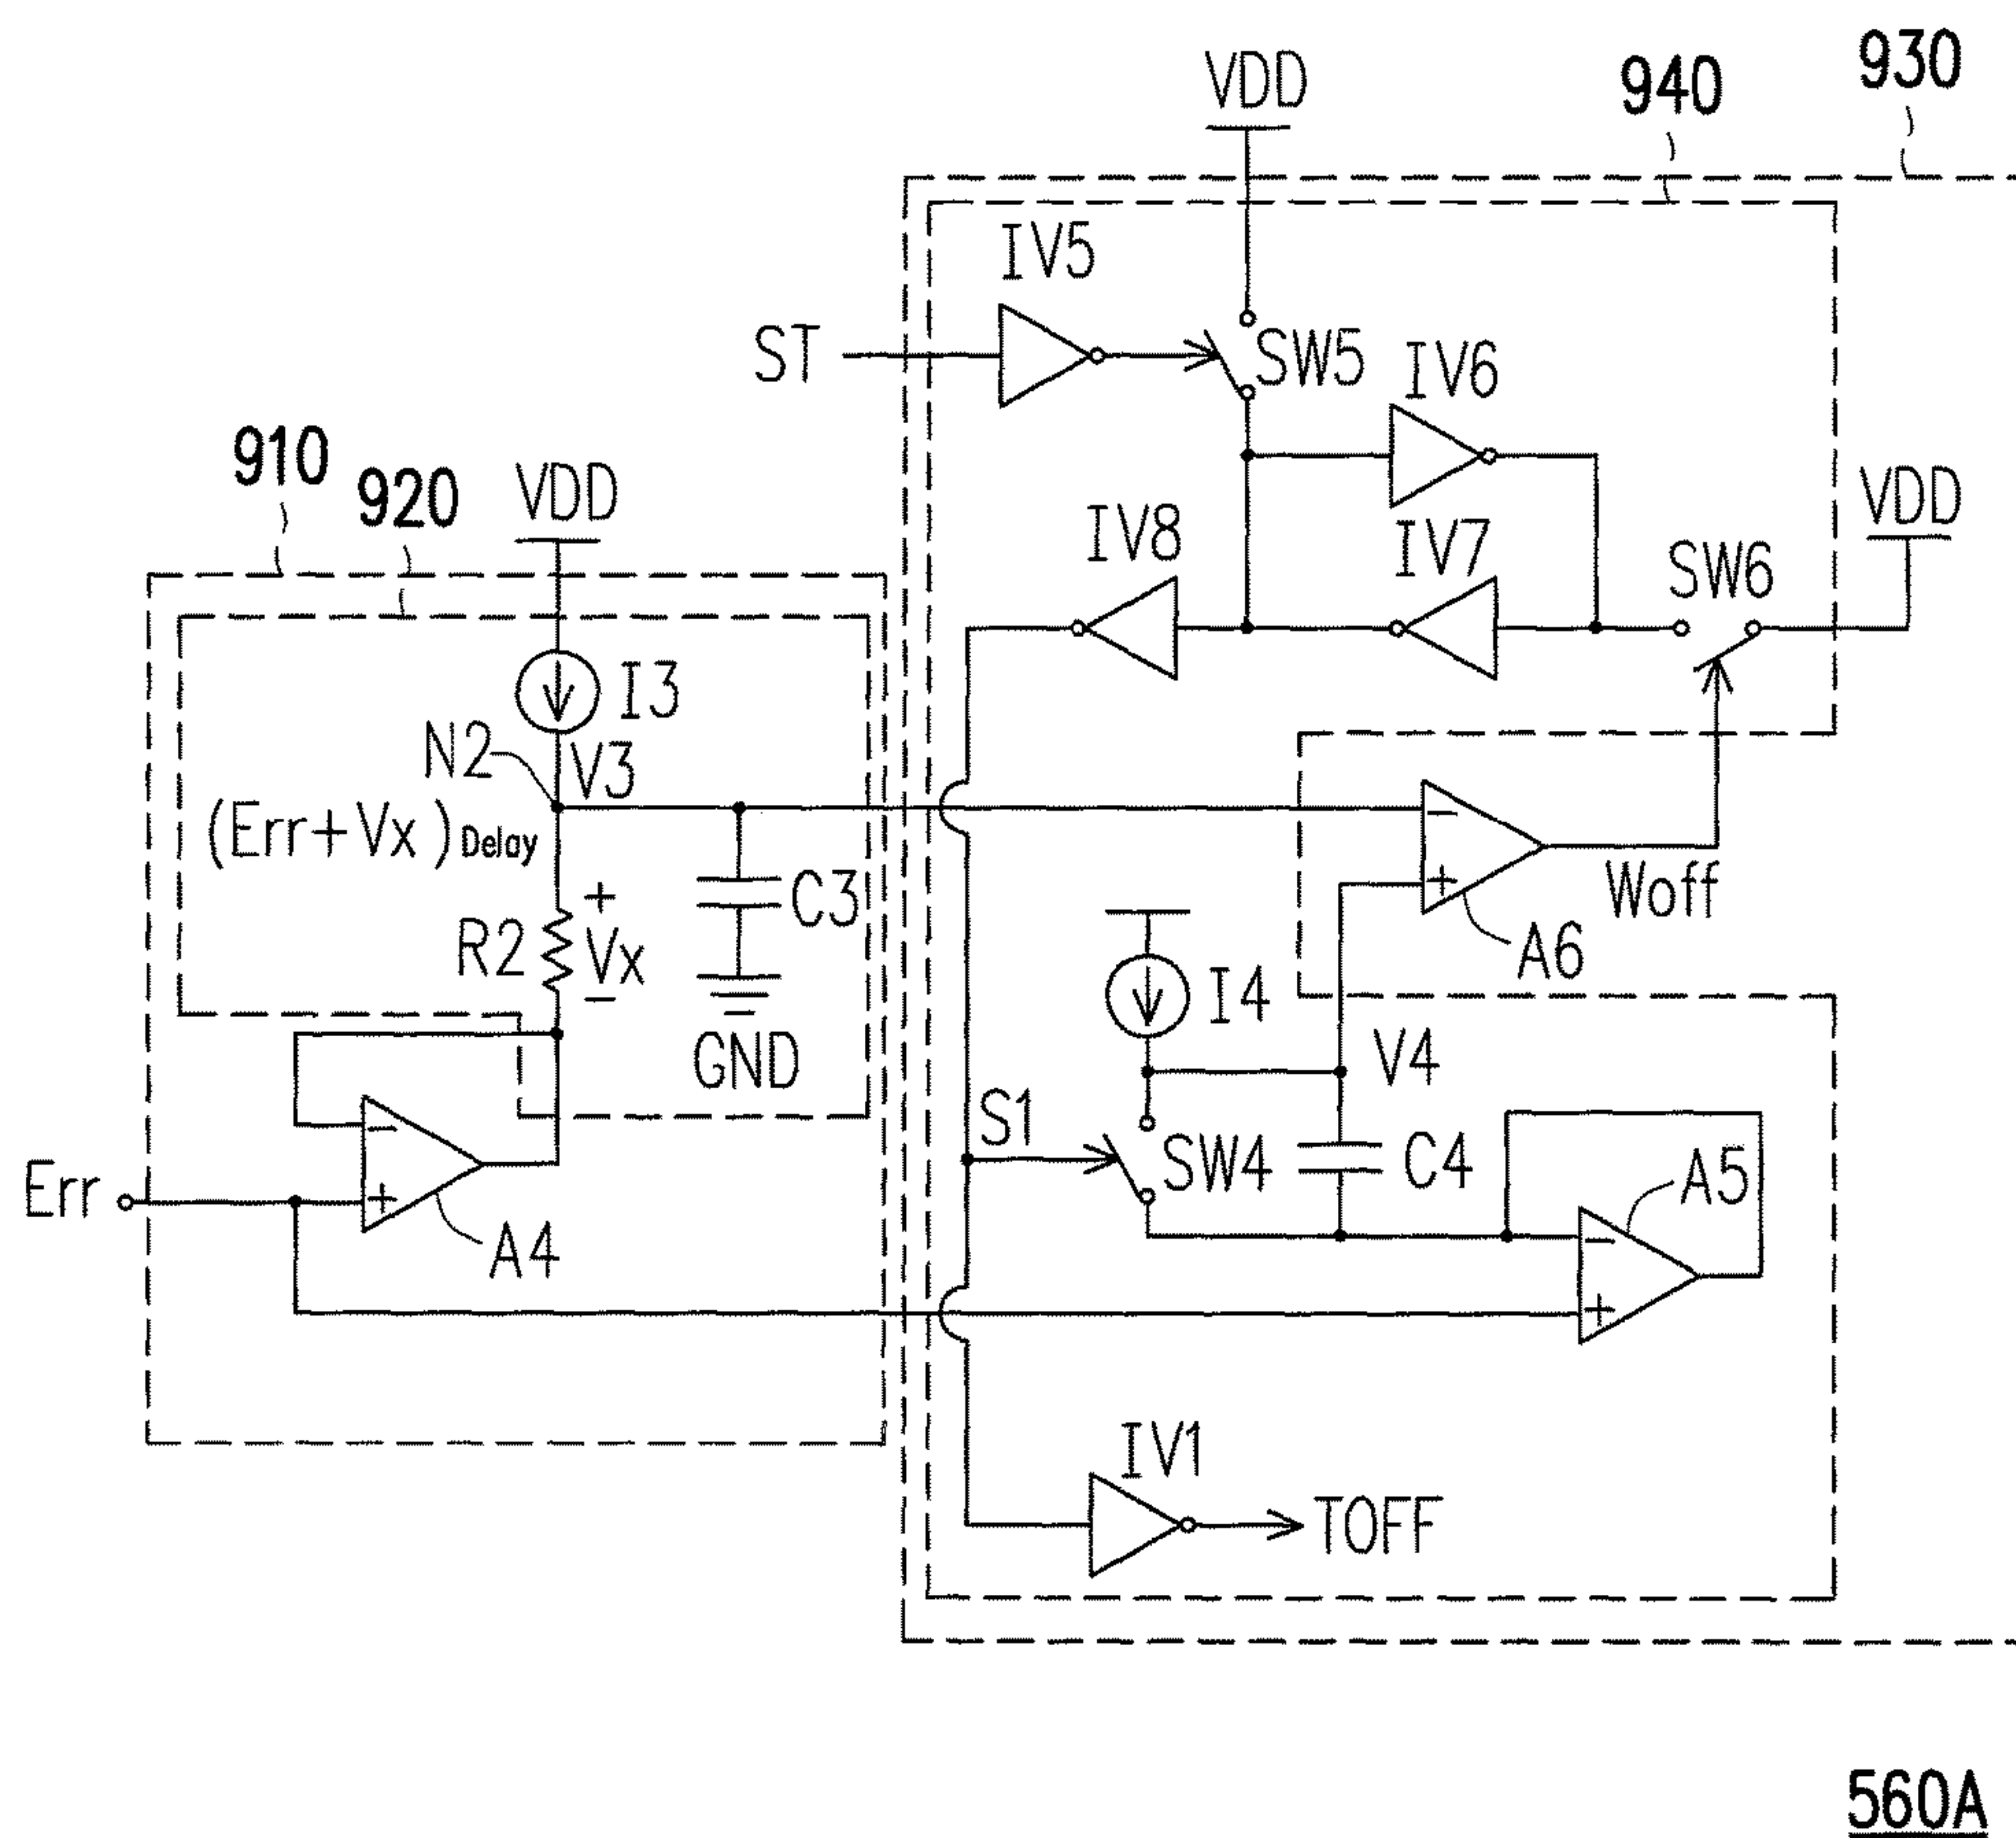 930
940
VDD
IV5
ST
SW5
IV6
910
920
VDD
IV8
IV7
SW6
VDD
I3
N2
V3
(Err+Vx)Delay
+
Vx
−
R2
C3
GND
−
+
Woff
A6
I4
V4
S1
SW4
C4
A5
−
+
Err
−
+
A4
IV1
TOFF
560A